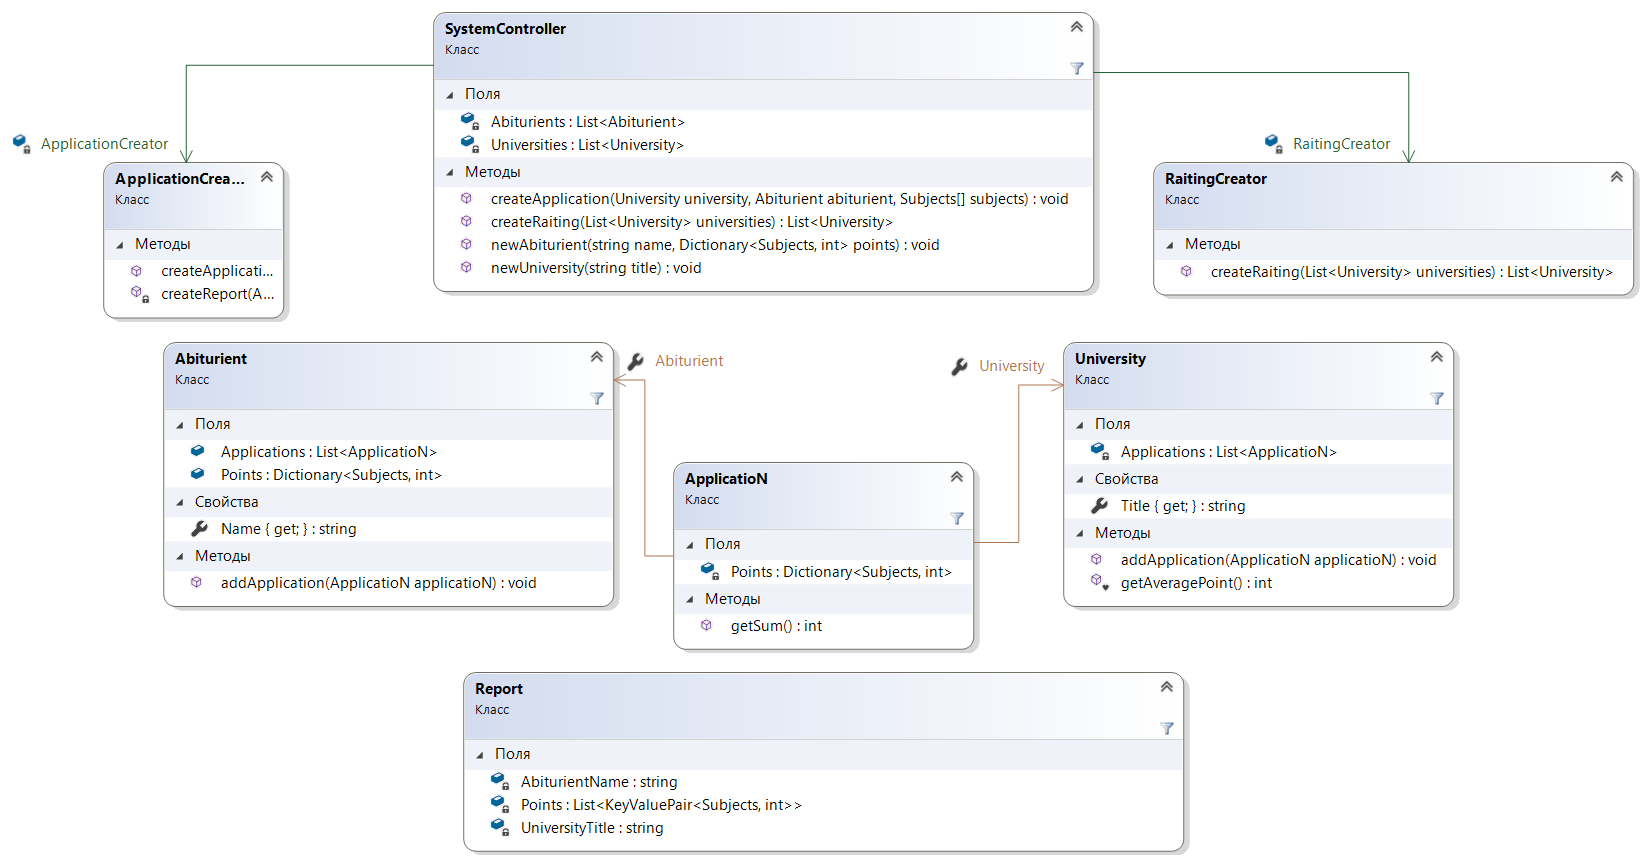 SystemController
Класс
Поля
Abiturients : List<Abiturient>
Universities : List<University>
Методы
createApplication(University university, Abiturient abiturient, Subjects[] subjects) : void
createRaiting(List<University> universities) : List<University>
newAbiturient(string name, Dictionary<Subjects, int> points) : void
newUniversity(string title) : void
ApplicationCreator
ApplicationCrea...
Класс
Методы
createApplicati...
createReport(A...
RaitingCreator
RaitingCreator
Класс
Методы
createRaiting(List<University> universities) : List<University>
Abiturient
Класс
Поля
Applications : List<ApplicatioN>
Points : Dictionary<Subjects, int>
Свойства
Name { get; } : string
Методы
addApplication(ApplicatioN applicatioN) : void
Abiturient
University
ApplicatioN
Класс
Поля
Points : Dictionary<Subjects, int>
Методы
getSum() : int
University
Класс
Поля
Applications : List<ApplicatioN>
Свойства
Title { get; } : string
Методы
addApplication(ApplicatioN applicatioN) : void
getAveragePoint() : int
Report
Класс
Поля
AbiturientName : string
Points : List<KeyValuePair<Subjects, int>>
UniversityTitle : string